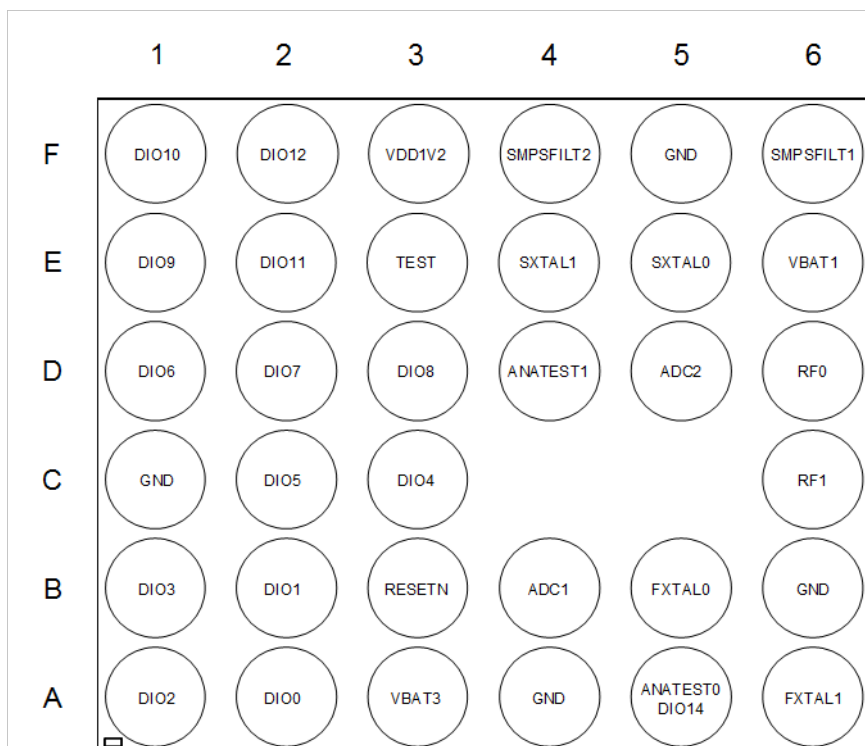 1 2 3 4 5 6
F DIO10 DIO12 VDD1V2 SMPSFILT2 GND SMPSFILT1
E DIO9 DIO11 TEST SXTAL1 SXTAL0 VBAT1
D DIO6 DIO7 DIO8 ANATEST1 ADC2 RF0
C GND DIO5 DIO4 RF1
B DIO3 DIO1 RESETN ADC1 FXTAL0 GND
A DIO2 DIO0 VBAT3 GND ANATEST0 FXTAL1
DIO14